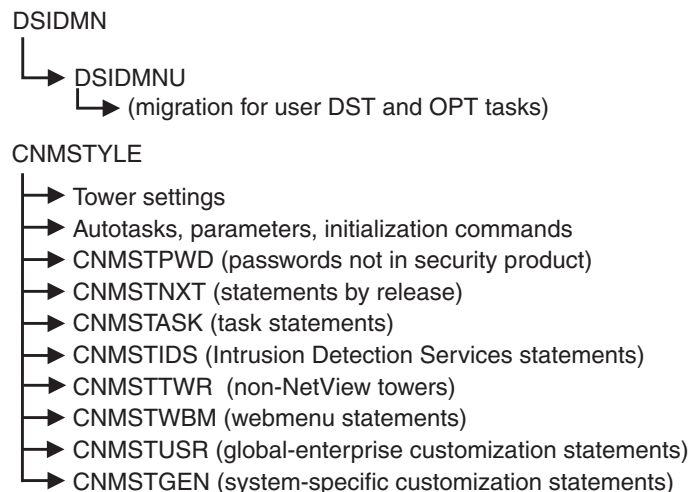 DSIDMN
DSIDMNU
(migration for user DST and OPT tasks)
CNMSTYLE
Tower settings
Autotasks, parameters, initialization commands
CNMSTPWD (passwords not in security product)
CNMSTNXT (statements by release)
CNMSTASK (task statements)
CNMSTIDS (Intrusion Detection Services statements)
CNMSTTWR (non-NetView towers)
CNMSTWBM (webmenu statements)
CNMSTUSR (global-enterprise customization statements)
CNMSTGEN (system-specific customization statements)